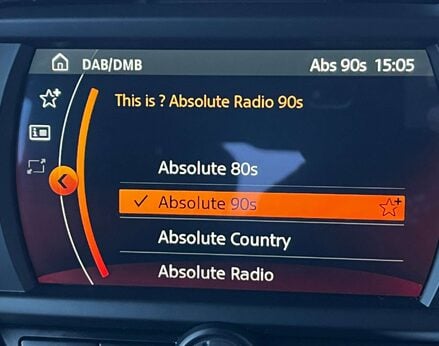 DAB/DMB Abs 90s 15:05
This is ? Absolute Radio 90s
Absolute 80s
Absolute 90s
Absolute Country
Absolute Radio